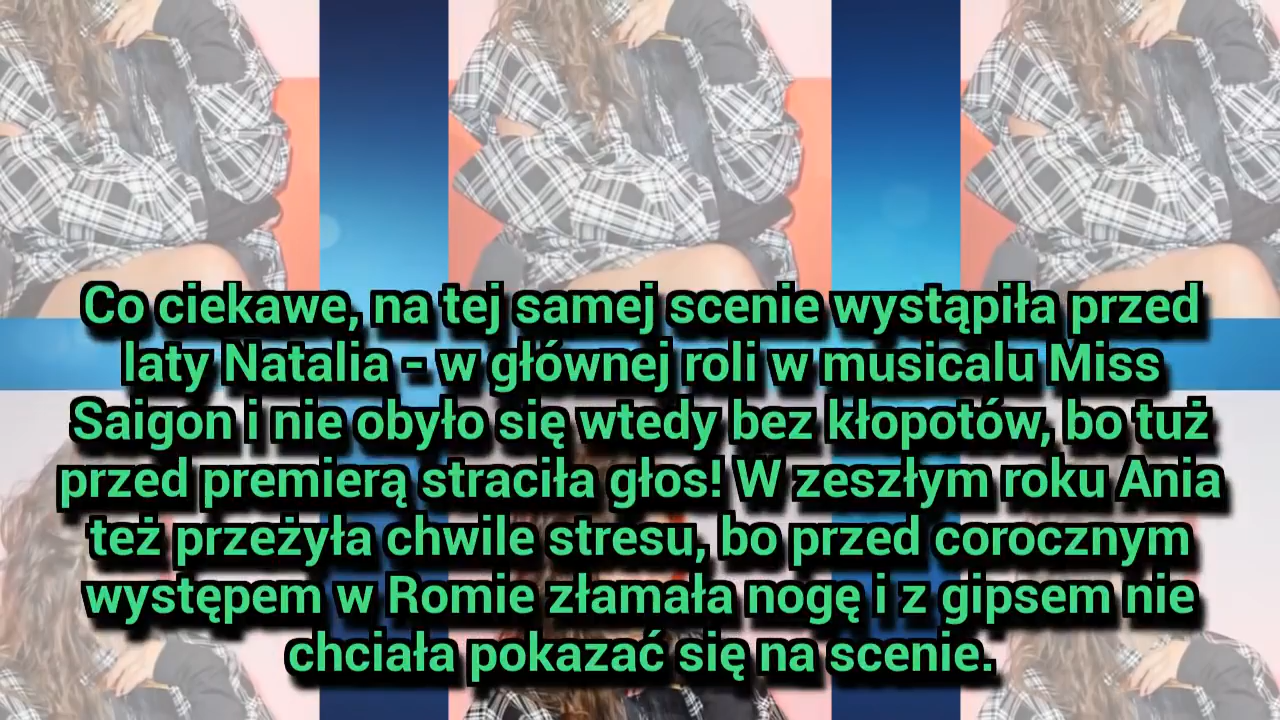 Co ciekawe, na tej samej scenie wystąpiła przed
laty Natalia - w głównej roli w musicalu Miss
Saigon i nie obyło się wtedy bez kłopotów, bo tuż
przed premierą straciła głos! W zeszłym roku Ania
też przeżyła chwile stresu, bo przed corocznym
występem w Romie złamała nogę i z gipsem nie
chciała pokazać się na scenie.